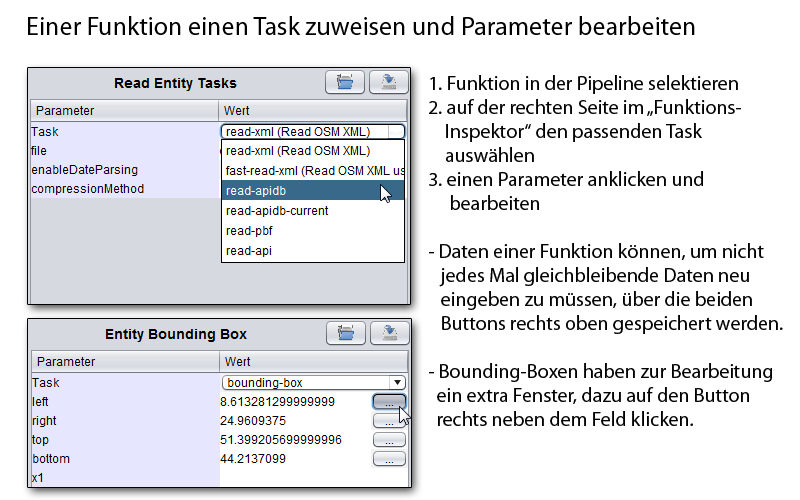 Einer Funktion einen Task zuweisen und Parameter bearbeiten
Read Entity Tasks
Parameter Wert
Task read-xml (Read OSM XML)
file read-xml (Read OSM XML)
enableDateParsing fast-read-xml (Read OSM XML us
compressionMethod read-apidb
read-apidb-current
read-pbf
read-api
Entity Bounding Box
Parameter Wert
Task bounding-box
left 8.613281299999999 ...
right 24.9609375 ...
top 51.399205699999996 ...
bottom 44.2137099 ...
x1
1. Funktion in der Pipeline selektieren
2. auf der rechten Seite im „Funktions-
Inspektor“ den passenden Task
auswählen
3. einen Parameter anklicken und
bearbeiten
- Daten einer Funktion können, um nicht
jedes Mal gleichbleibende Daten neu
eingeben zu müssen, über die beiden
Buttons rechts oben gespeichert werden.
- Bounding-Boxen haben zur Bearbeitung
ein extra Fenster, dazu auf den Button
rechts neben dem Feld klicken.